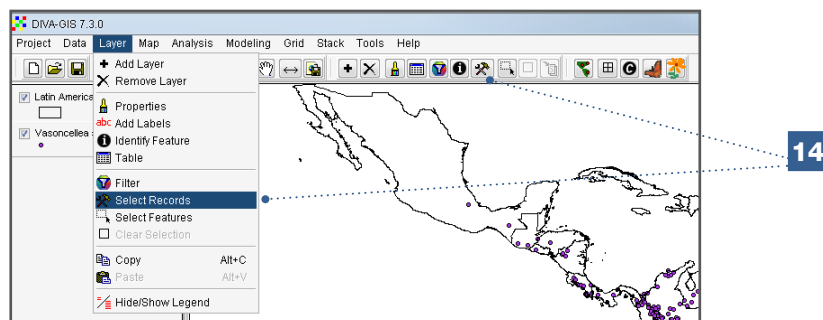 DIVA-GIS 7.3.0
Project Data Layer Map Analysis Modeling Grid Stack Tools Help
Add Layer
Remove Layer
Latin America
Properties
abc Add Labels
Vasoncellea
Identify Feature
Table
Filter
Select Records
Select Features
Clear Selection
Copy Alt+C
Paste Alt+V
Hide/Show Legend
14